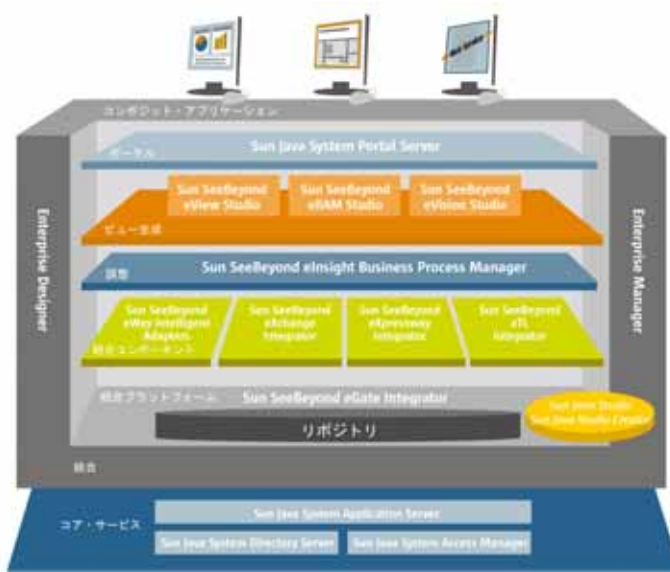 コンポジット・アプリケーション
ポータル
Sun Java System Portal Server
Sun SeeBeyond
eView Studio
Sun SeeBeyond
eBAM Studio
Sun SeeBeyond
eVision Studio
ビュー生成
調整
Sun SeeBeyond eInsight Business Process Manager
Sun SeeBeyond
eWay Intelligent
Adapters
Sun SeeBeyond
eXchange
Integrator
Sun SeeBeyond
eXpressway
Integrator
Sun SeeBeyond
eTL
Integrator
統合コンポーネント
統合プラットフォーム
Sun SeeBeyond eGate Integrator
リポジトリ
Sun Java Studio
Sun Java Studio Creator
統合
Enterprise Designer
Enterprise Manager
コア・サービス
Sun Java System Application Server
Sun Java System Directory Server
Sun Java System Access Manager